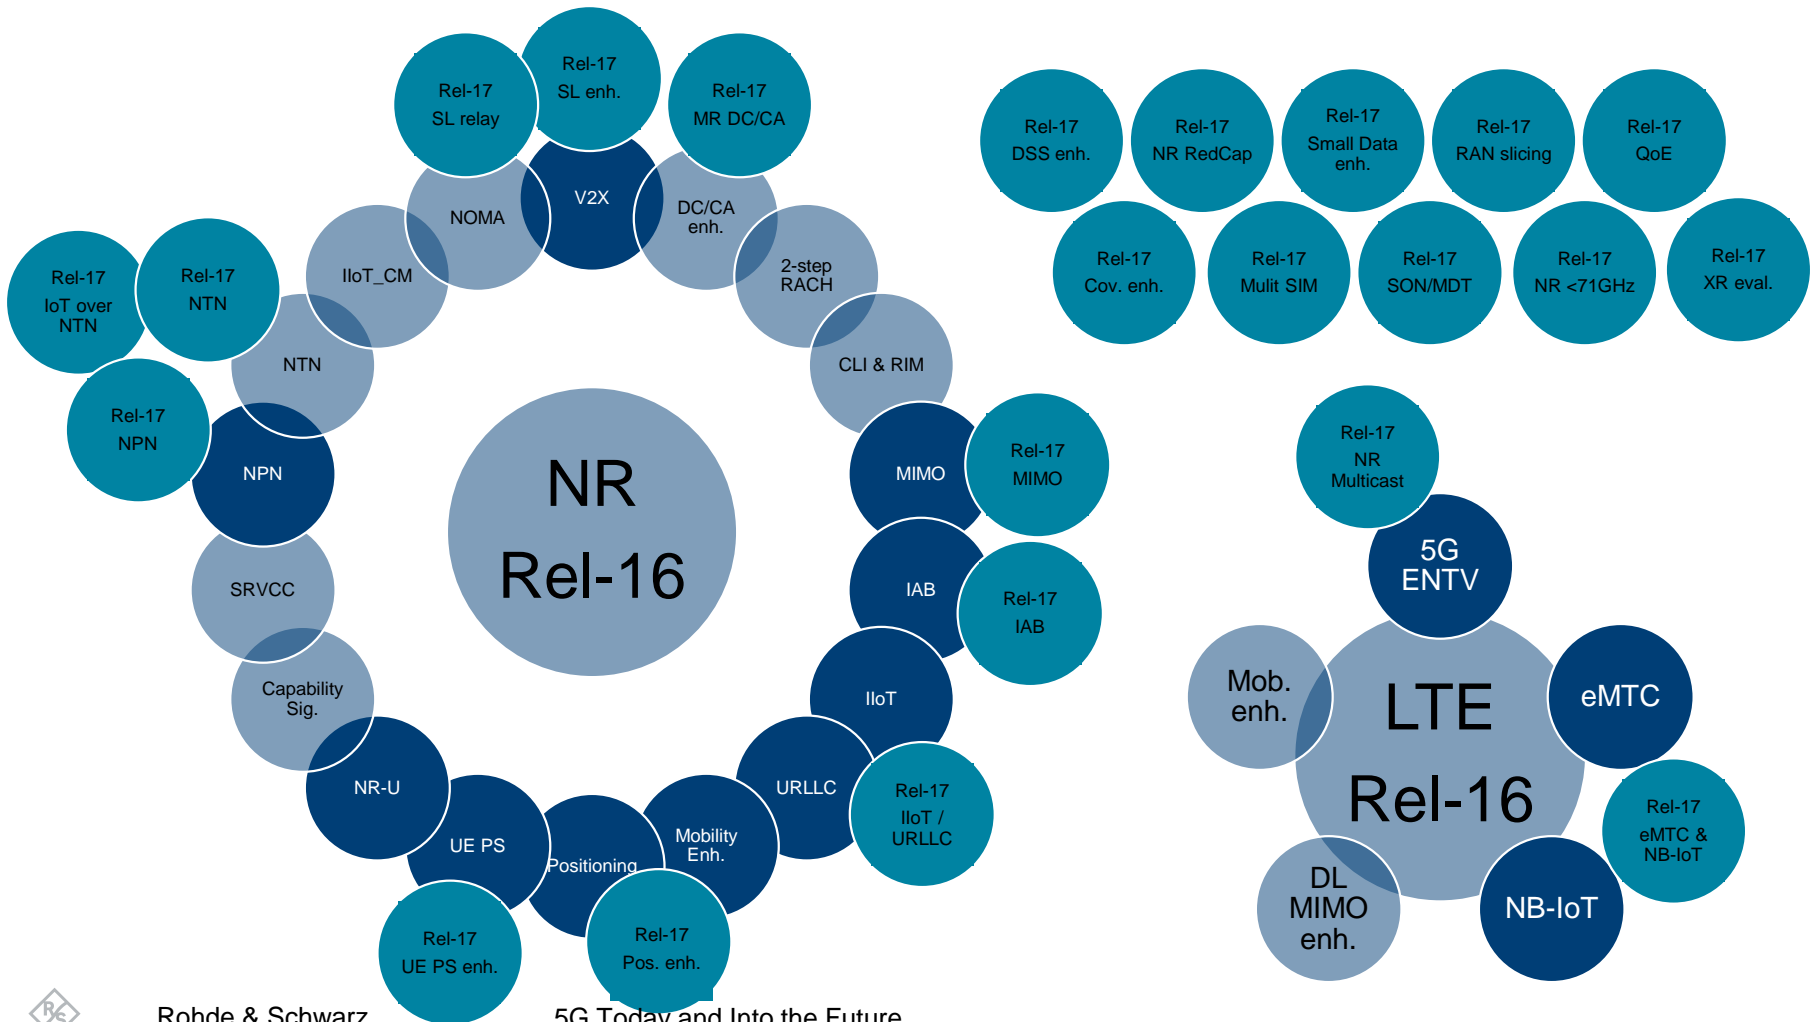 Rel-17
SL relay
Rel-17
SL enh.
Rel-17
MR DC/CA
NOMA
V2X
DC/CA
enh.
IIoT_CM
2-step
RACH
Rel-17
IoT over
NTN
Rel-17
NTN
NTN
CLI & RIM
Rel-17
NPN
NPN
MIMO
Rel-17
MIMO
NR
Rel-16
SRVCC
IAB
Rel-17
IAB
Capability
Sig.
IIoT
NR-U
URLLC
Rel-17
IIoT /
URLLC
UE PS
Positioning
Mobility
Enh.
Rel-17
UE PS enh.
Rel-17
Pos. enh.
Rel-17
DSS enh.
Rel-17
NR RedCap
Rel-17
Small Data
enh.
Rel-17
RAN slicing
Rel-17
QoE
Rel-17
Cov. enh.
Rel-17
Mulit SIM
Rel-17
SON/MDT
Rel-17
NR <71GHz
Rel-17
XR eval.
Rel-17
NR
Multicast
5G
ENTV
Mob.
enh.
LTE
Rel-16
eMTC
Rel-17
eMTC &
NB-IoT
DL
MIMO
enh.
NB-IoT
R&S
Rohde & Schwarz
5G Today and Into the Future